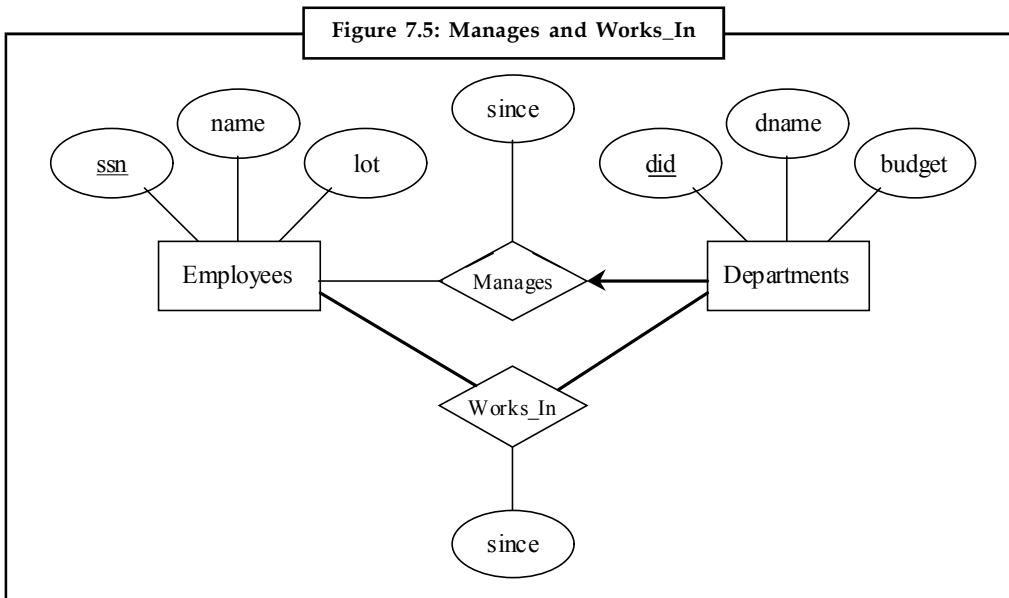 Figure 7.5: Manages and Works_In
since
name
dname
ssn
lot
did
budget
Employees
Manages
Departments
Works_In
since